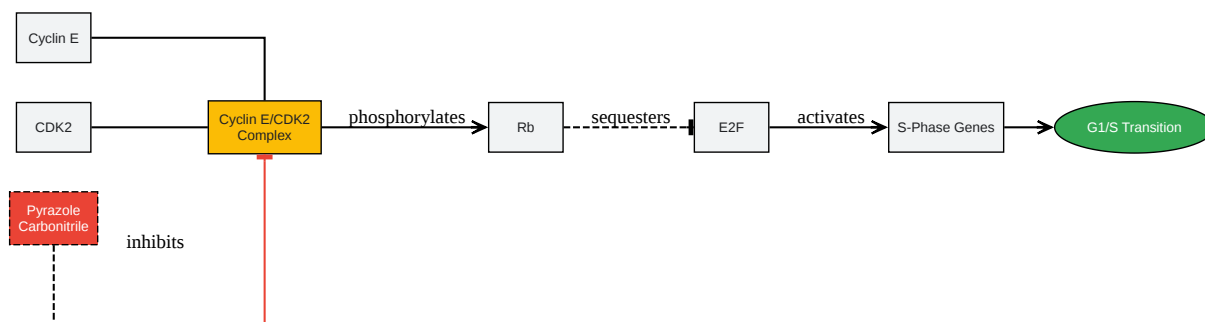 Cyclin E
CDK2
Cyclin E/CDK2
Complex
phosphorylates
Rb
sequesters
E2F
activates
S-Phase Genes
G1/S Transition
Pyrazole
Carbonitrile
inhibits